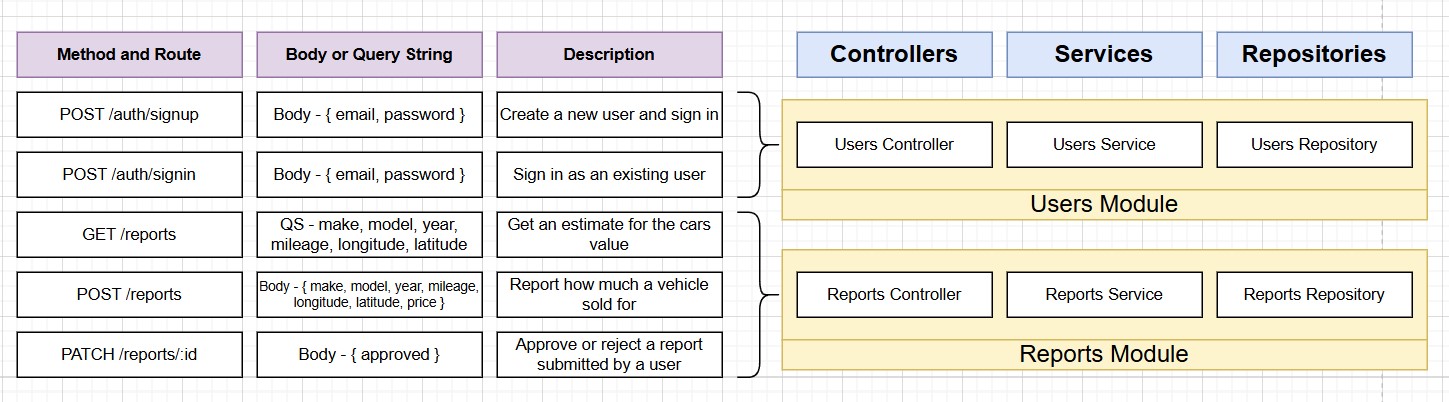 Method and Route
Body or Query String
Description
Controllers
Services
Repositories
POST /auth/signup
Body - { email, password }
Create a new user and sign in
POST /auth/signin
Body - { email, password }
Sign in as an existing user
GET /reports
QS - make, model, year,
mileage, longitude, latitude
Get an estimate for the cars
value
POST /reports
Body - { make, model, year, mileage,
longitude, latitude, price }
Report how much a vehicle
sold for
PATCH /reports/:id
Body - { approved }
Approve or reject a report
submitted by a user
Users Controller
Users Service
Users Repository
Users Module
Reports Controller
Reports Service
Reports Repository
Reports Module